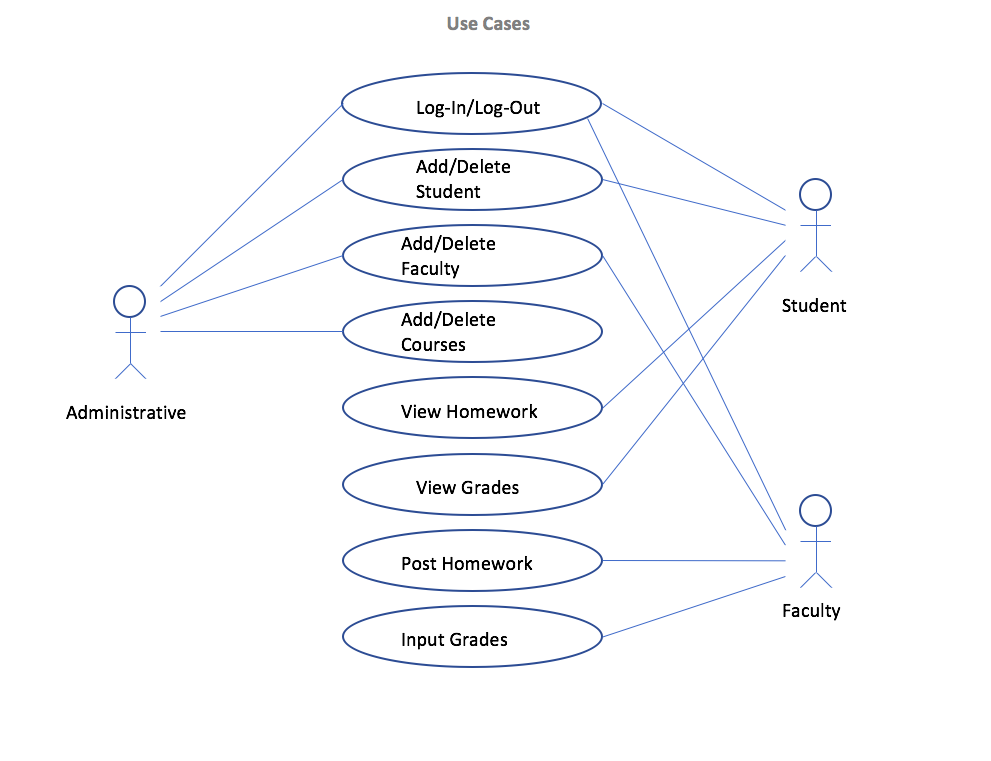 Use Cases
Log-In/Log-Out
Add/Delete
Student
Add/Delete
Faculty
Add/Delete
Courses
View Homework
View Grades
Post Homework
Input Grades
Administrative
Student
Faculty